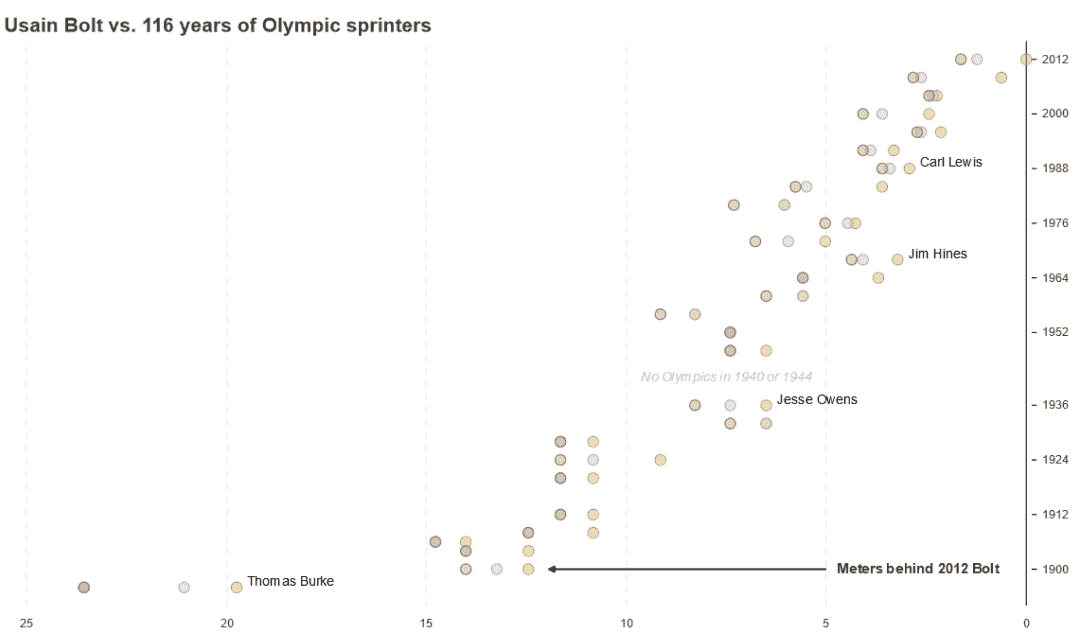 Usain Bolt vs. 116 years of Olympic sprinters
2012
2000
Carl Lewis
1988
1976
Jim Hines
1964
1952
No Olympics in 1940 or 1944
Jesse Owens
1936
1924
1912
Meters behind 2012 Bolt
1900
Thomas Burke
25 20 15 10 5 0